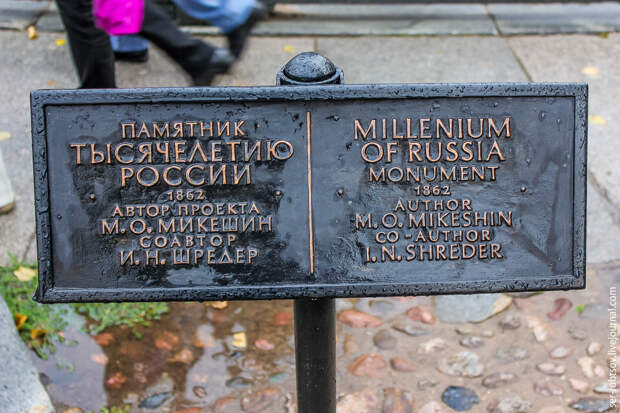 ПАМЯТНИК
ТЫСЯЧЕЛЕТИЮ
РОССИИ
1862
АВТОР ПРОЕКТА
М. О. МИКЕШИН
СОАВТОР
И. Н. ШРЕДЕР
MILLENIUM
OF RUSSIA
MONUMENT
1862
AUTHOR
M. O. MIKESHIN
CO-AUTHOR
I. N. SHREDER
serjubtsov.livejournal.com